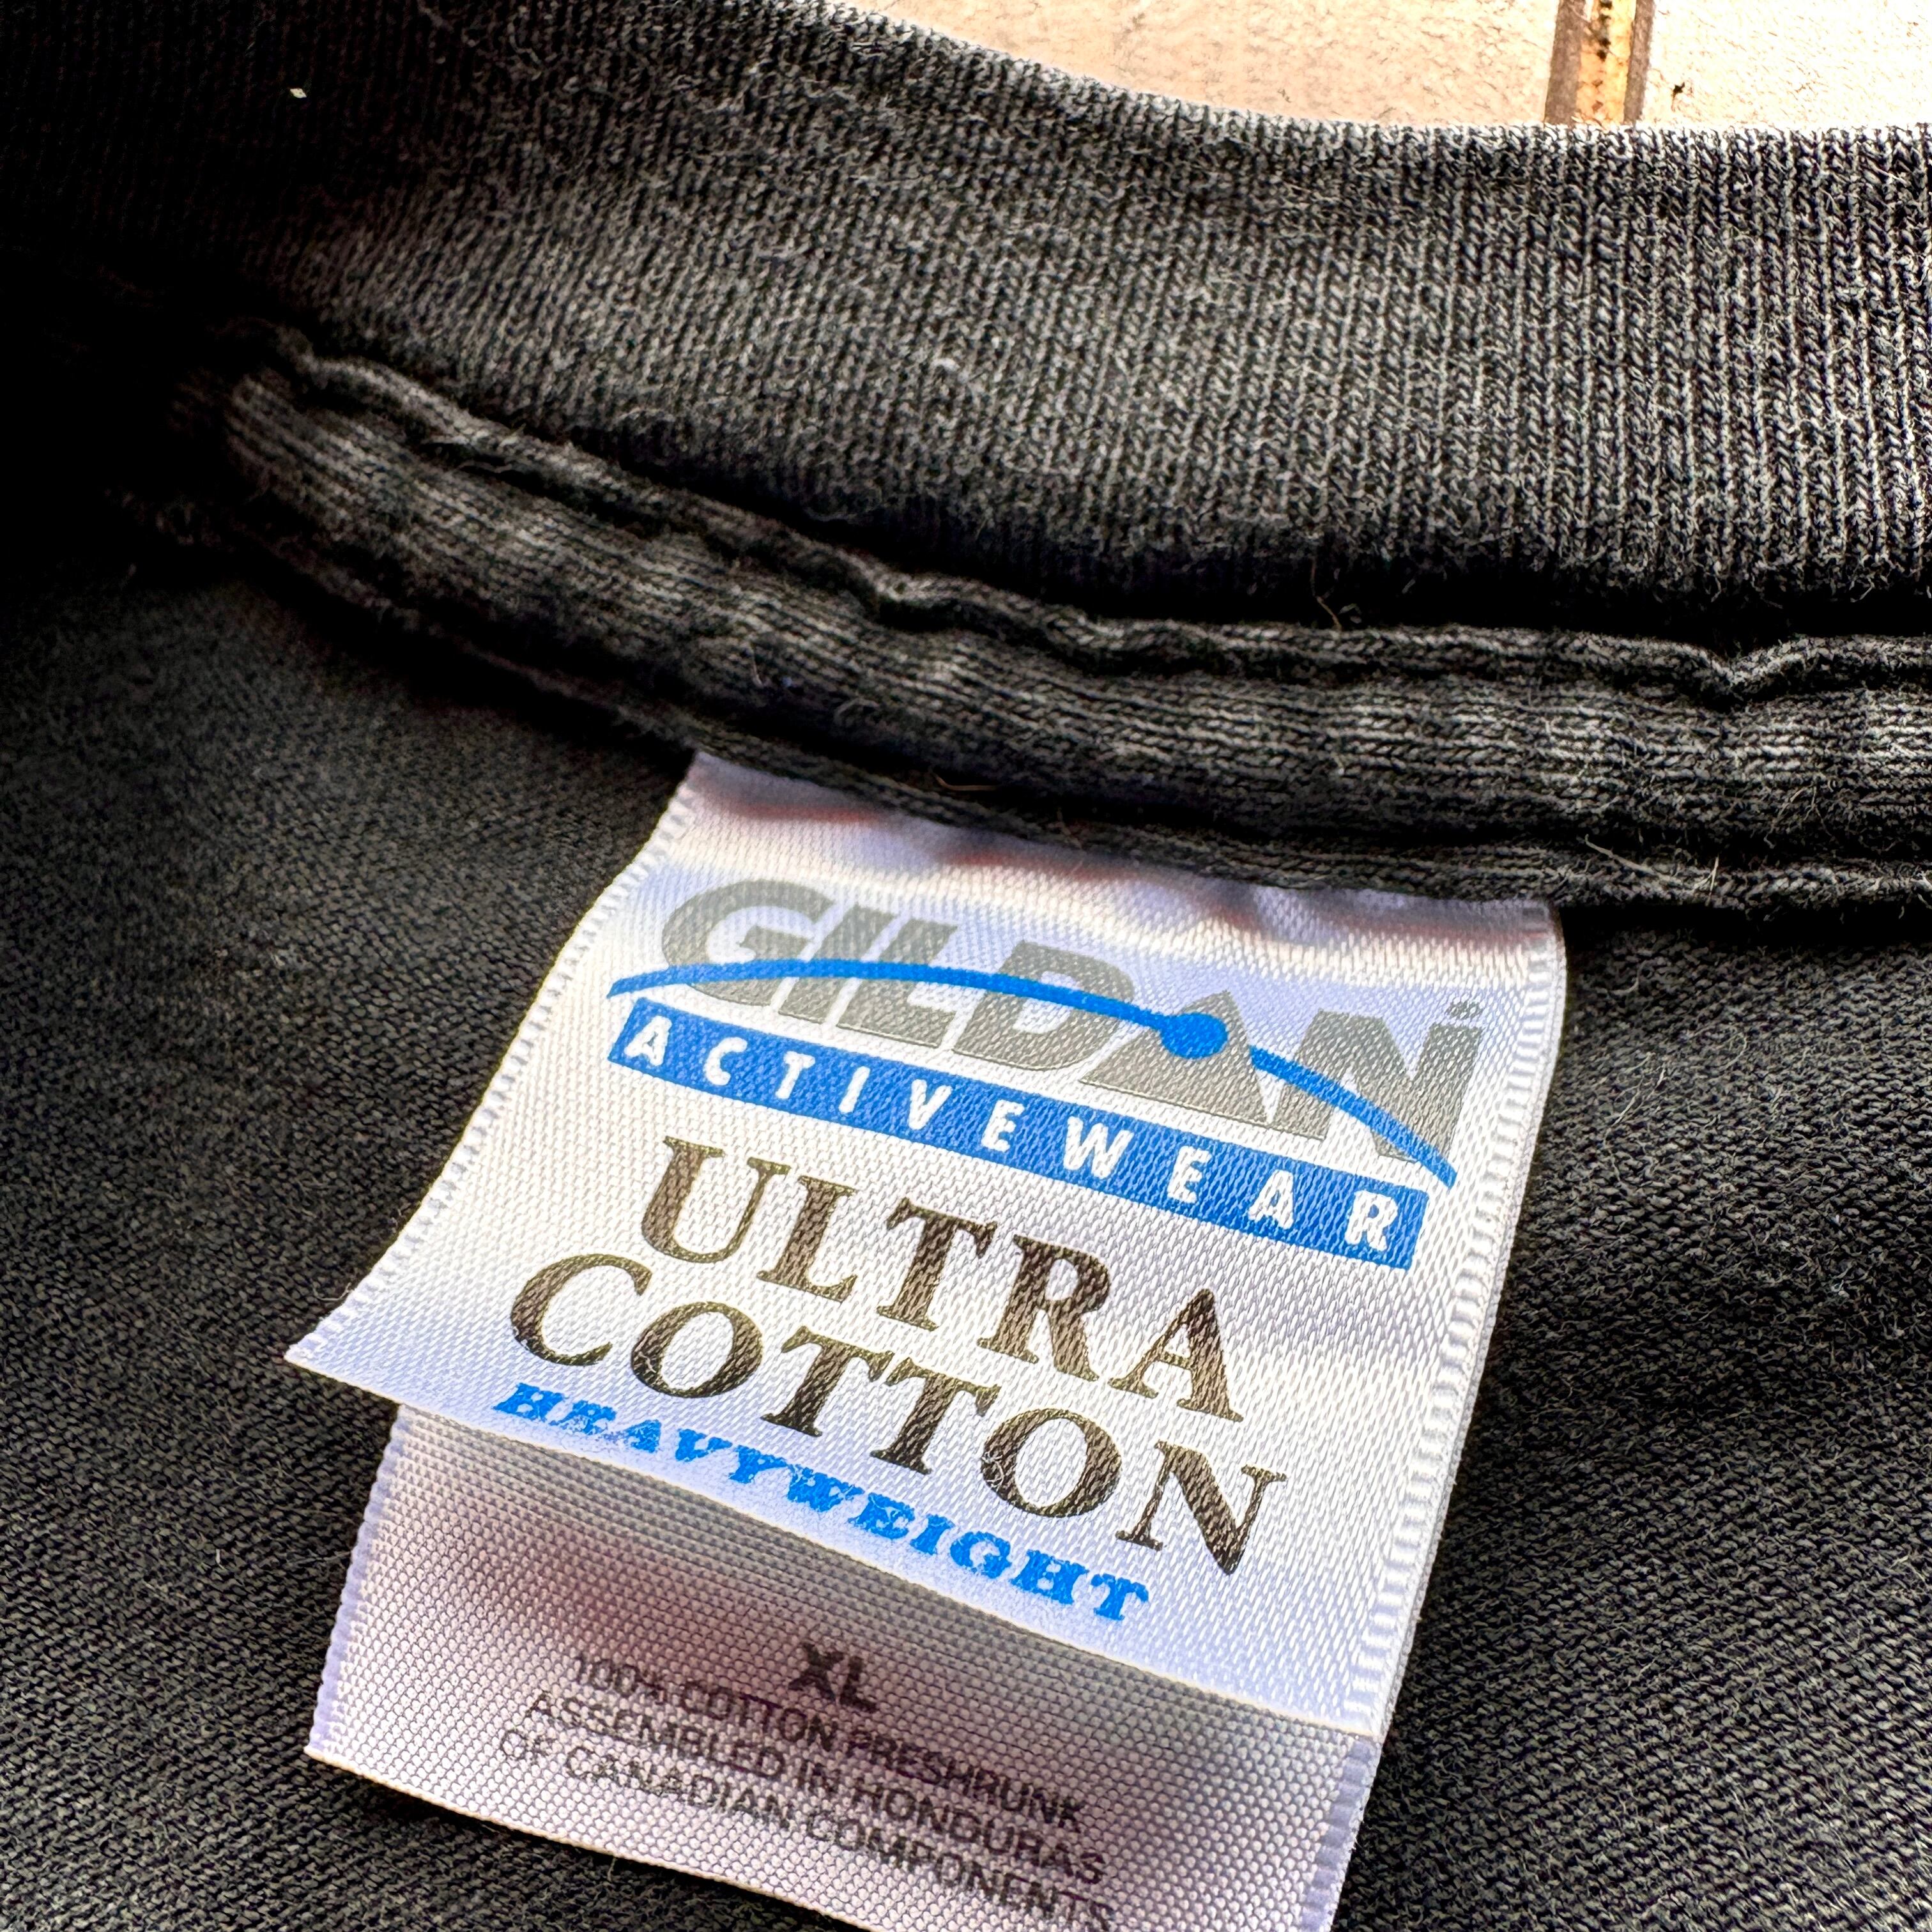 GILDAN
ACTIVEWEAR
ULTRA
COTTON
HEAVYWEIGHT
XL
100% COTTON PRESHRUNK
ASSEMBLED IN HONDURAS
OF CANADIAN COMPONENTS